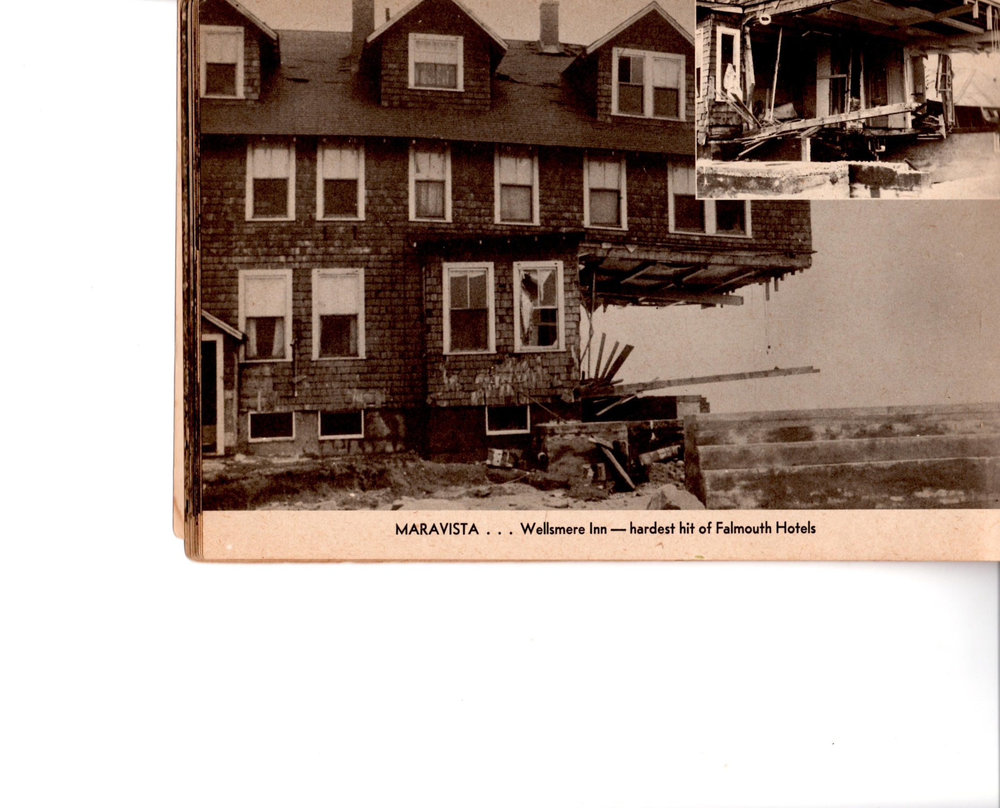 MARAVISTA . . . Wellsmere Inn — hardest hit of Falmouth Hotels